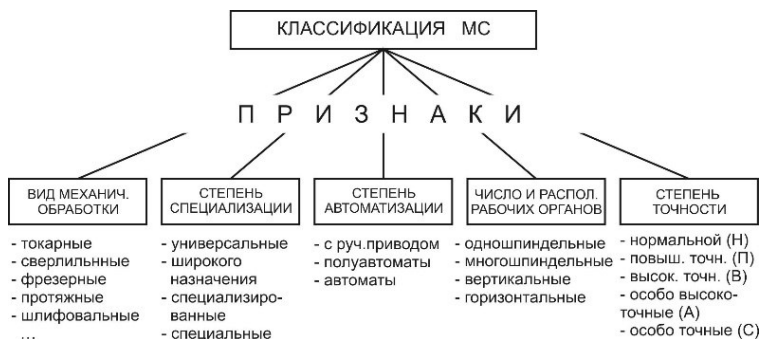 КЛАССИФИКАЦИЯ МС
ПРИЗНАКИ
ВИД МЕХАНИЧ.
ОБРАБОТКИ
- токарные
- сверлильнные
- фрезерные
- протяжные
- шлифовальные
...
СТЕПЕНЬ
СПЕЦИАЛИЗАЦИИ
- универсальные
- широкого
назначения
- специализиро-
ванные
- специальные
СТЕПЕНЬ
АВТОМАТИЗАЦИИ
- с руч.приводом
- полуавтоматы
- автоматы
ЧИСЛО И РАСПОЛ.
РАБОЧИХ ОРГАНОВ
- одношпиндельные
- многошпиндельные
- вертикальные
- горизонтальные
СТЕПЕНЬ
ТОЧНОСТИ
- нормальной (Н)
- повыш. точн. (П)
- высок. точн. (В)
- особо высоко-
точные (А)
- особо точные (С)